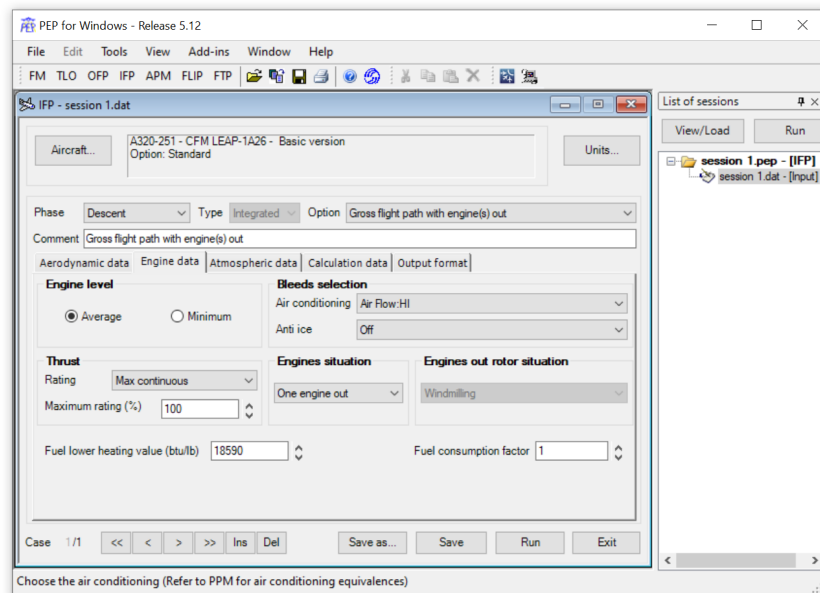 PEP for Windows - Release 5.12
File Edit Tools View Add-ins Window Help
FM TLO OFP IFP APM FLIP FTP
IFP - session 1.dat
Aircraft...
A320-251 - CFM LEAP-1A26 - Basic version
Option: Standard
Units...
Phase Descent Type Integrated Option Gross flight path with engine(s) out
Comment Gross flight path with engine(s) out
Aerodynamic data Engine data Atmospheric data Calculation data Output format
Engine level
Average Minimum
Bleeds selection
Air conditioning Air Flow:HI
Anti ice Off
Thrust
Rating Max continuous
Maximum rating (%) 100
Engines situation
One engine out
Engines out rotor situation
Windmilling
Fuel lower heating value (btu/lb) 18590 Fuel consumption factor 1
Case 1/1 << < > >> Ins Del Save as... Save Run Exit
List of sessions
View/Load Run
session 1.pep - [IFP]
session 1.dat - [Input]
Choose the air conditioning (Refer to PPM for air conditioning equivalences)